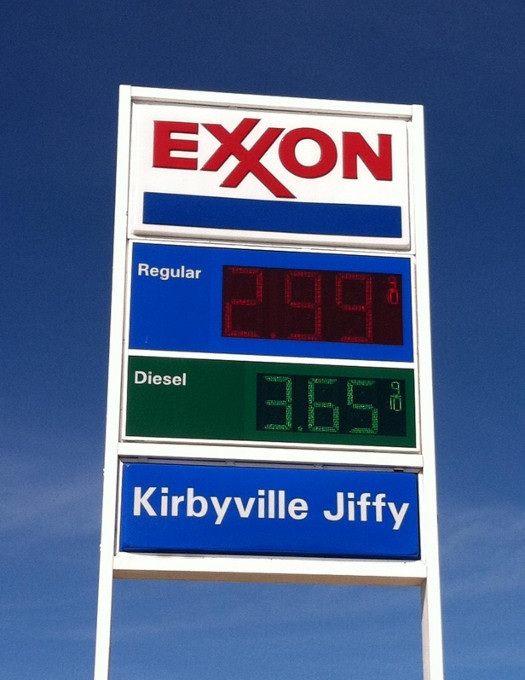 EXXON
Regular
2.99 9/10
Diesel
3.65 9/10
Kirbyville Jiffy